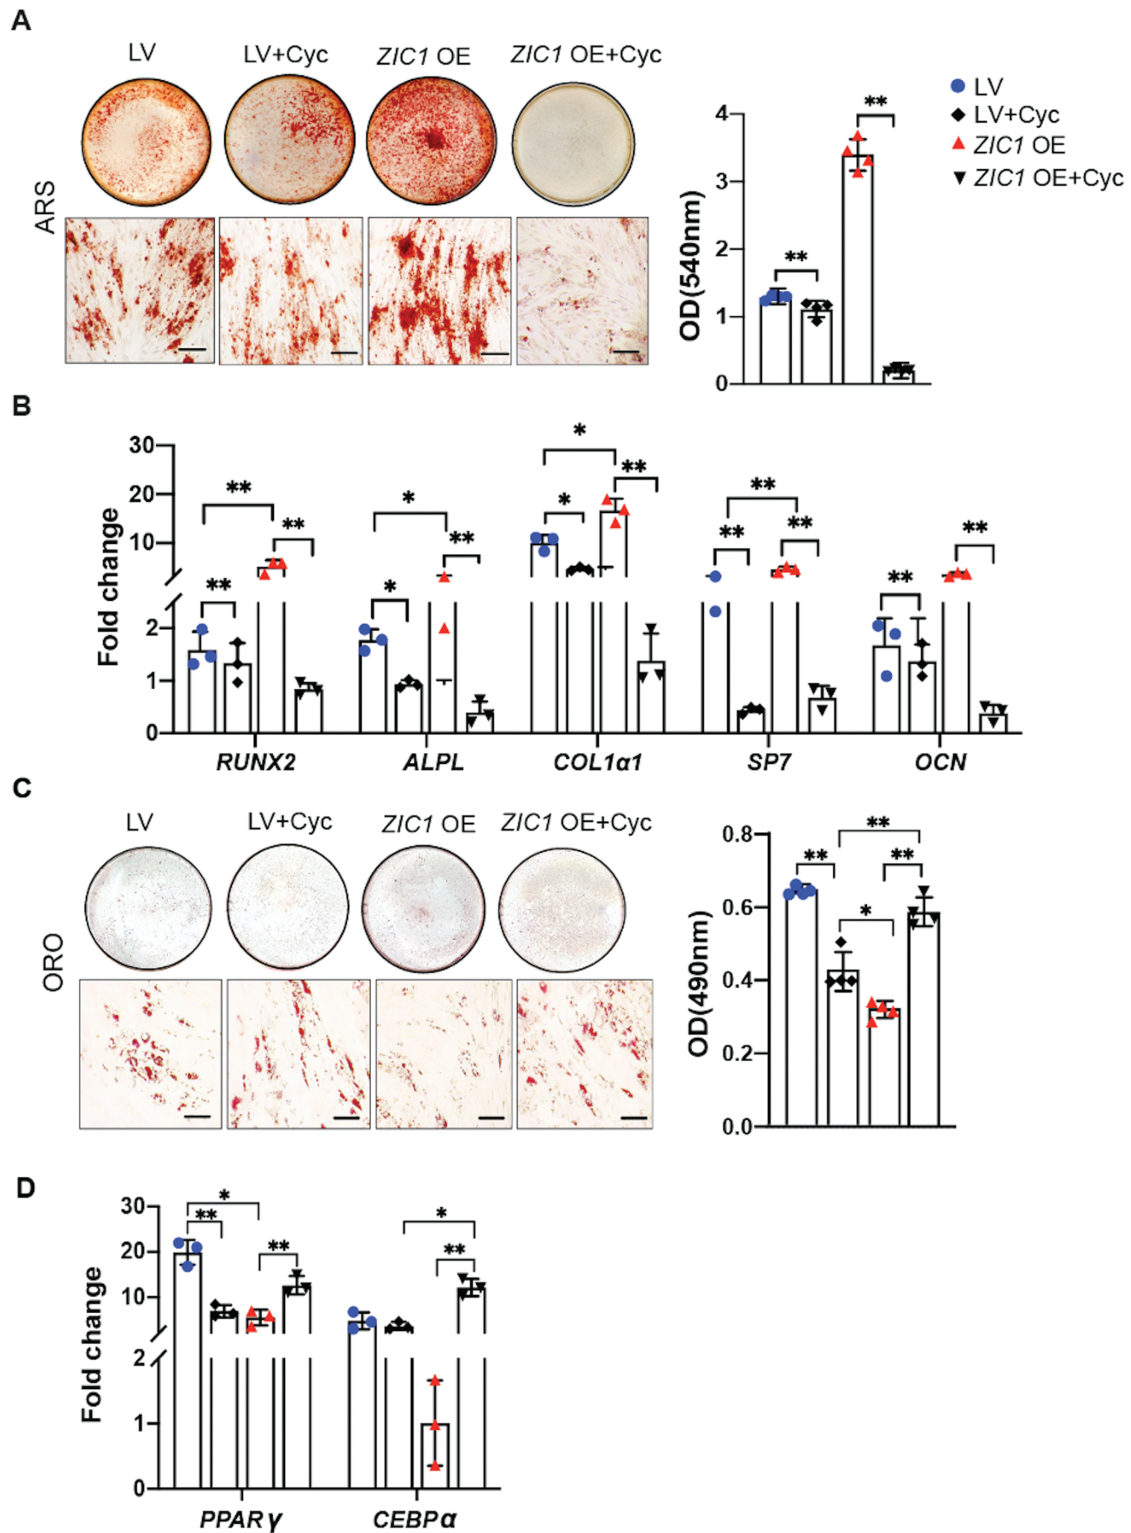 A
LV LV+Cyc ZIC1 OE ZIC1 OE+Cyc
ARS
OD(540nm)
4
3
2
1
0
** **
LV
LV+Cyc
ZIC1 OE
ZIC1 OE+Cyc
B
Fold change
30
20
10
2
1
0
** ** **
* * **
* * **
** ** **
** **
RUNX2 ALPL COL1α1 SP7 OCN
C
LV LV+Cyc ZIC1 OE ZIC1 OE+Cyc
ORO
OD(490nm)
0.8
0.6
0.4
0.2
0.0
** ** ** *
D
Fold change
30
20
10
2
1
0
* ** **
* **
PPARγ CEBPα